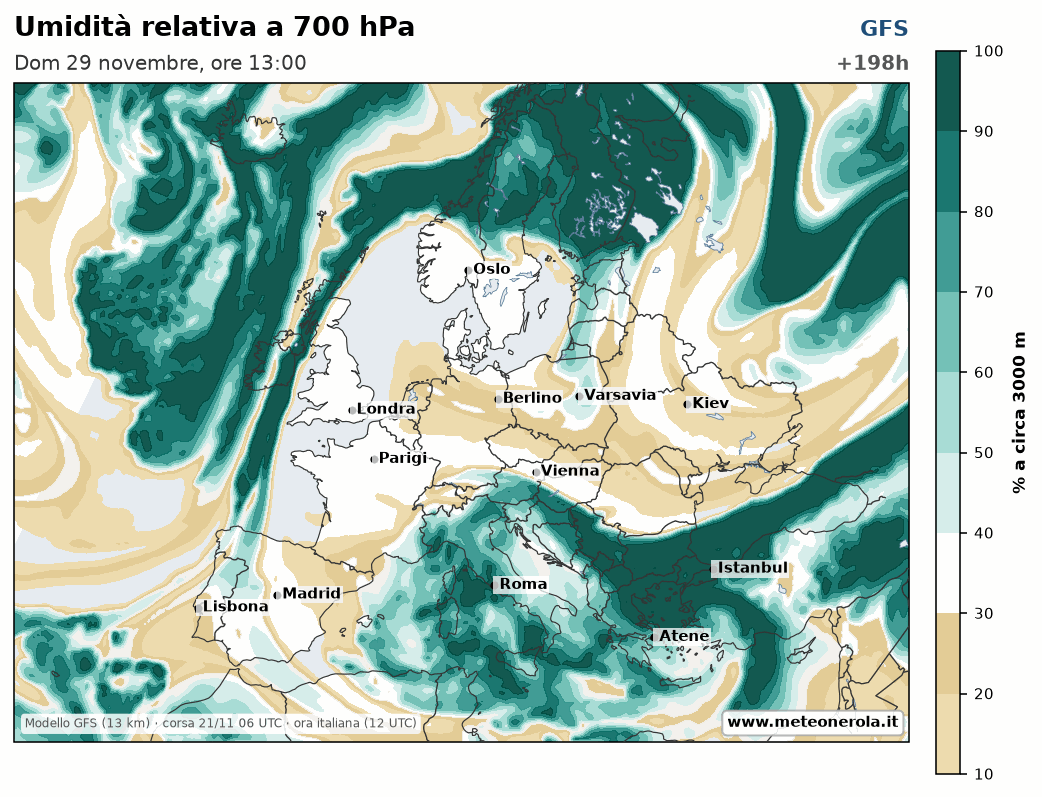 Umidità relativa a 700 hPa
GFS
Dom 29 novembre, ore 13:00
+198h
100
90
80
70
60
50
40
30
20
10
% a circa 3000 m
Oslo
Londra
Berlino
Varsavia
Kiev
Parigi
Vienna
Istanbul
Roma
Madrid
Lisbona
Atene
Modello GFS (13 km) · corsa 21/11 06 UTC · ora italiana (12 UTC)
www.meteonerola.it